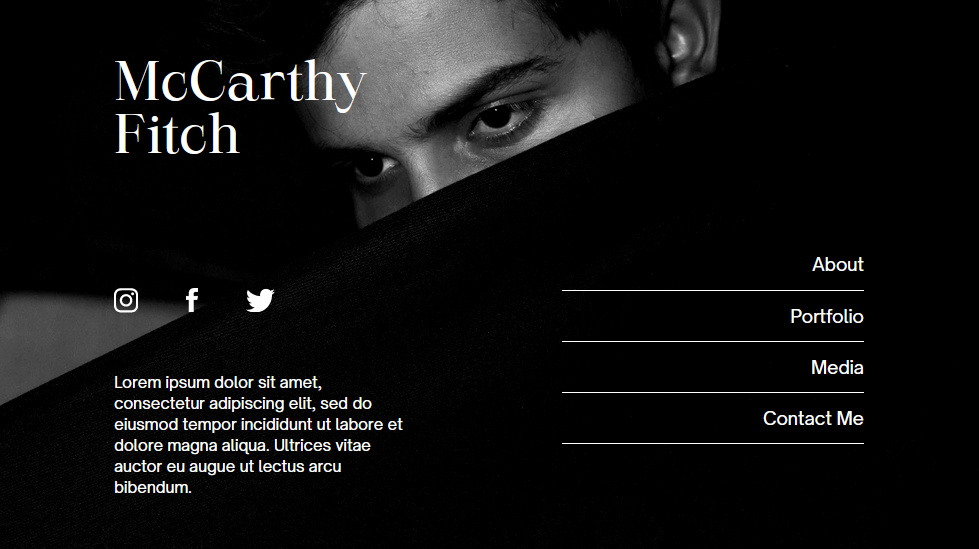 McCarthy
Fitch
Lorem ipsum dolor sit amet,
consectetur adipiscing elit, sed do
eiusmod tempor incididunt ut labore et
dolore magna aliqua. Ultrices vitae
auctor eu augue ut lectus arcu
bibendum.
About
Portfolio
Media
Contact Me